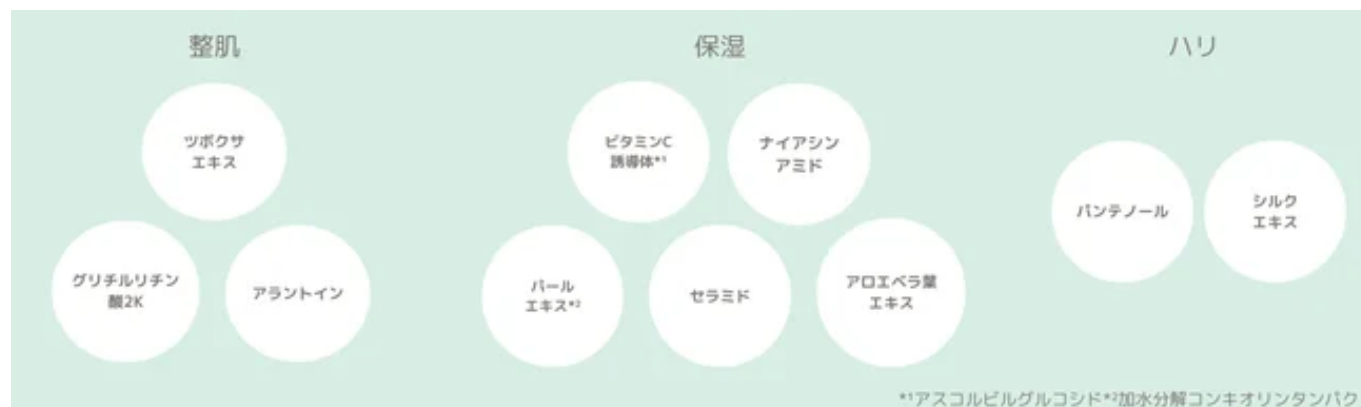 整肌
ツボクサ
エキス
グリチルリチン
酸2K
アラントイン
保湿
ビタミンC
誘導体*1
ナイアシン
アミド
パール
エキス*2
セラミド
アロエベラ葉
エキス
ハリ
パンテノール
シルク
エキス
*1アスコルビルグルコシド*2加水分解コンキオリンタンパク